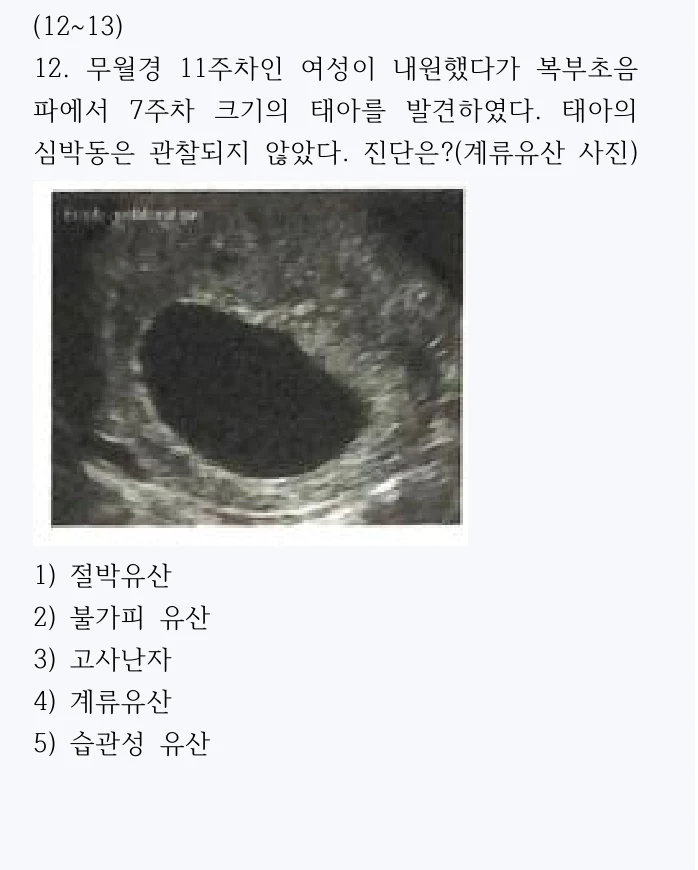 (12~13)
12. 무월경 11주차인 여성이 내원했다가 복부초음
파에서 7주차 크기의 태아를 발견하였다. 태아의
심박동은 관찰되지 않았다. 진단은?(계류유산 사진)
1) 절박유산
2) 불가피 유산
3) 고사난자
4) 계류유산
5) 습관성 유산